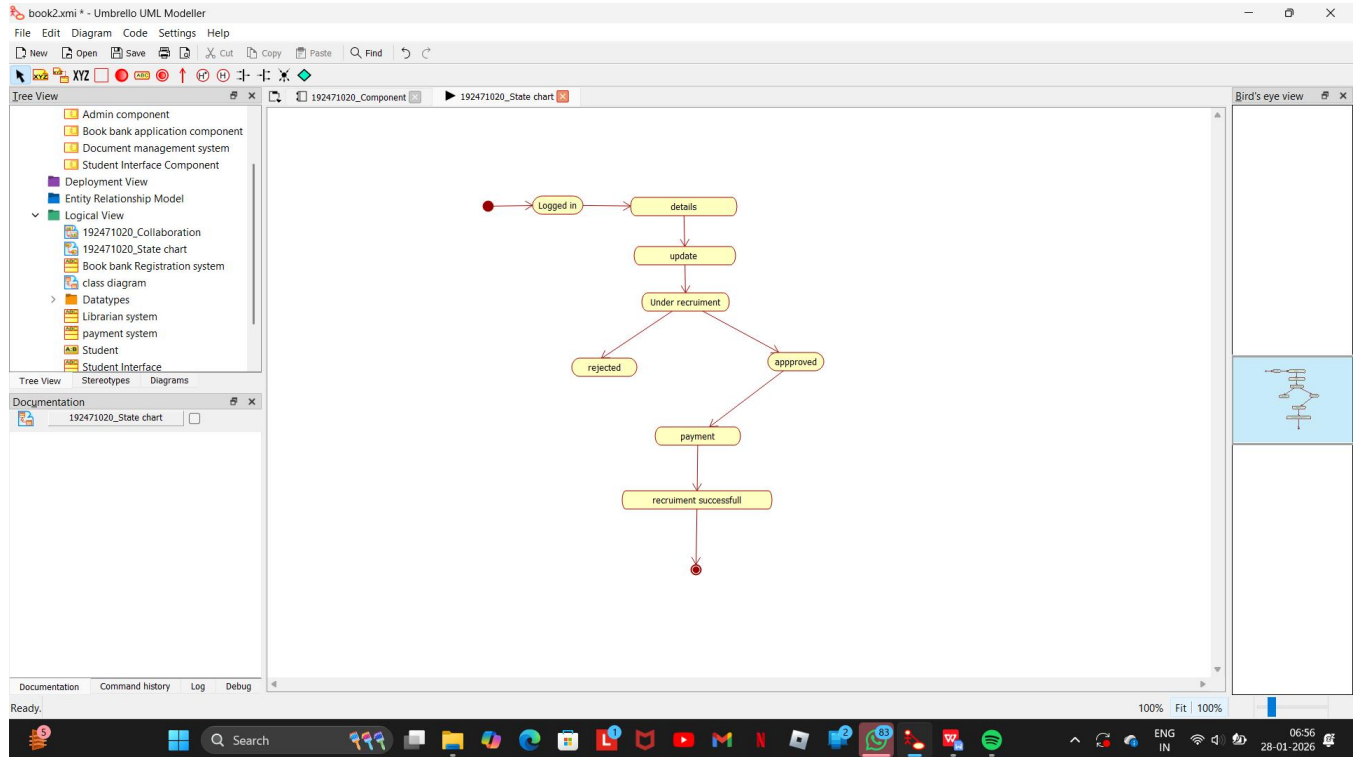 book2.xmi * - Umbrello UML Modeller
File Edit Diagram Code Settings Help
New Open Save Cut Copy Paste Find
XYZ XYZ ABC H* H
Tree View
192471020_Component
192471020_State chart
Bird's eye view
Admin component
Book bank application component
Document management system
Student Interface Component
Deployment View
Entity Relationship Model
Logical View
192471020_Collaboration
192471020_State chart
Book bank Registration system
class diagram
Datatypes
Librarian system
payment system
Student
Student Interface
Tree View Stereotypes Diagrams
Documentation
192471020_State chart
Logged in
details
update
Under recruiment
rejected
appproved
payment
recruiment successfull
Documentation Command history Log Debug
Ready.
100% Fit 100%
5
Search
1
2
83
ENG
IN
06:56
28-01-2026